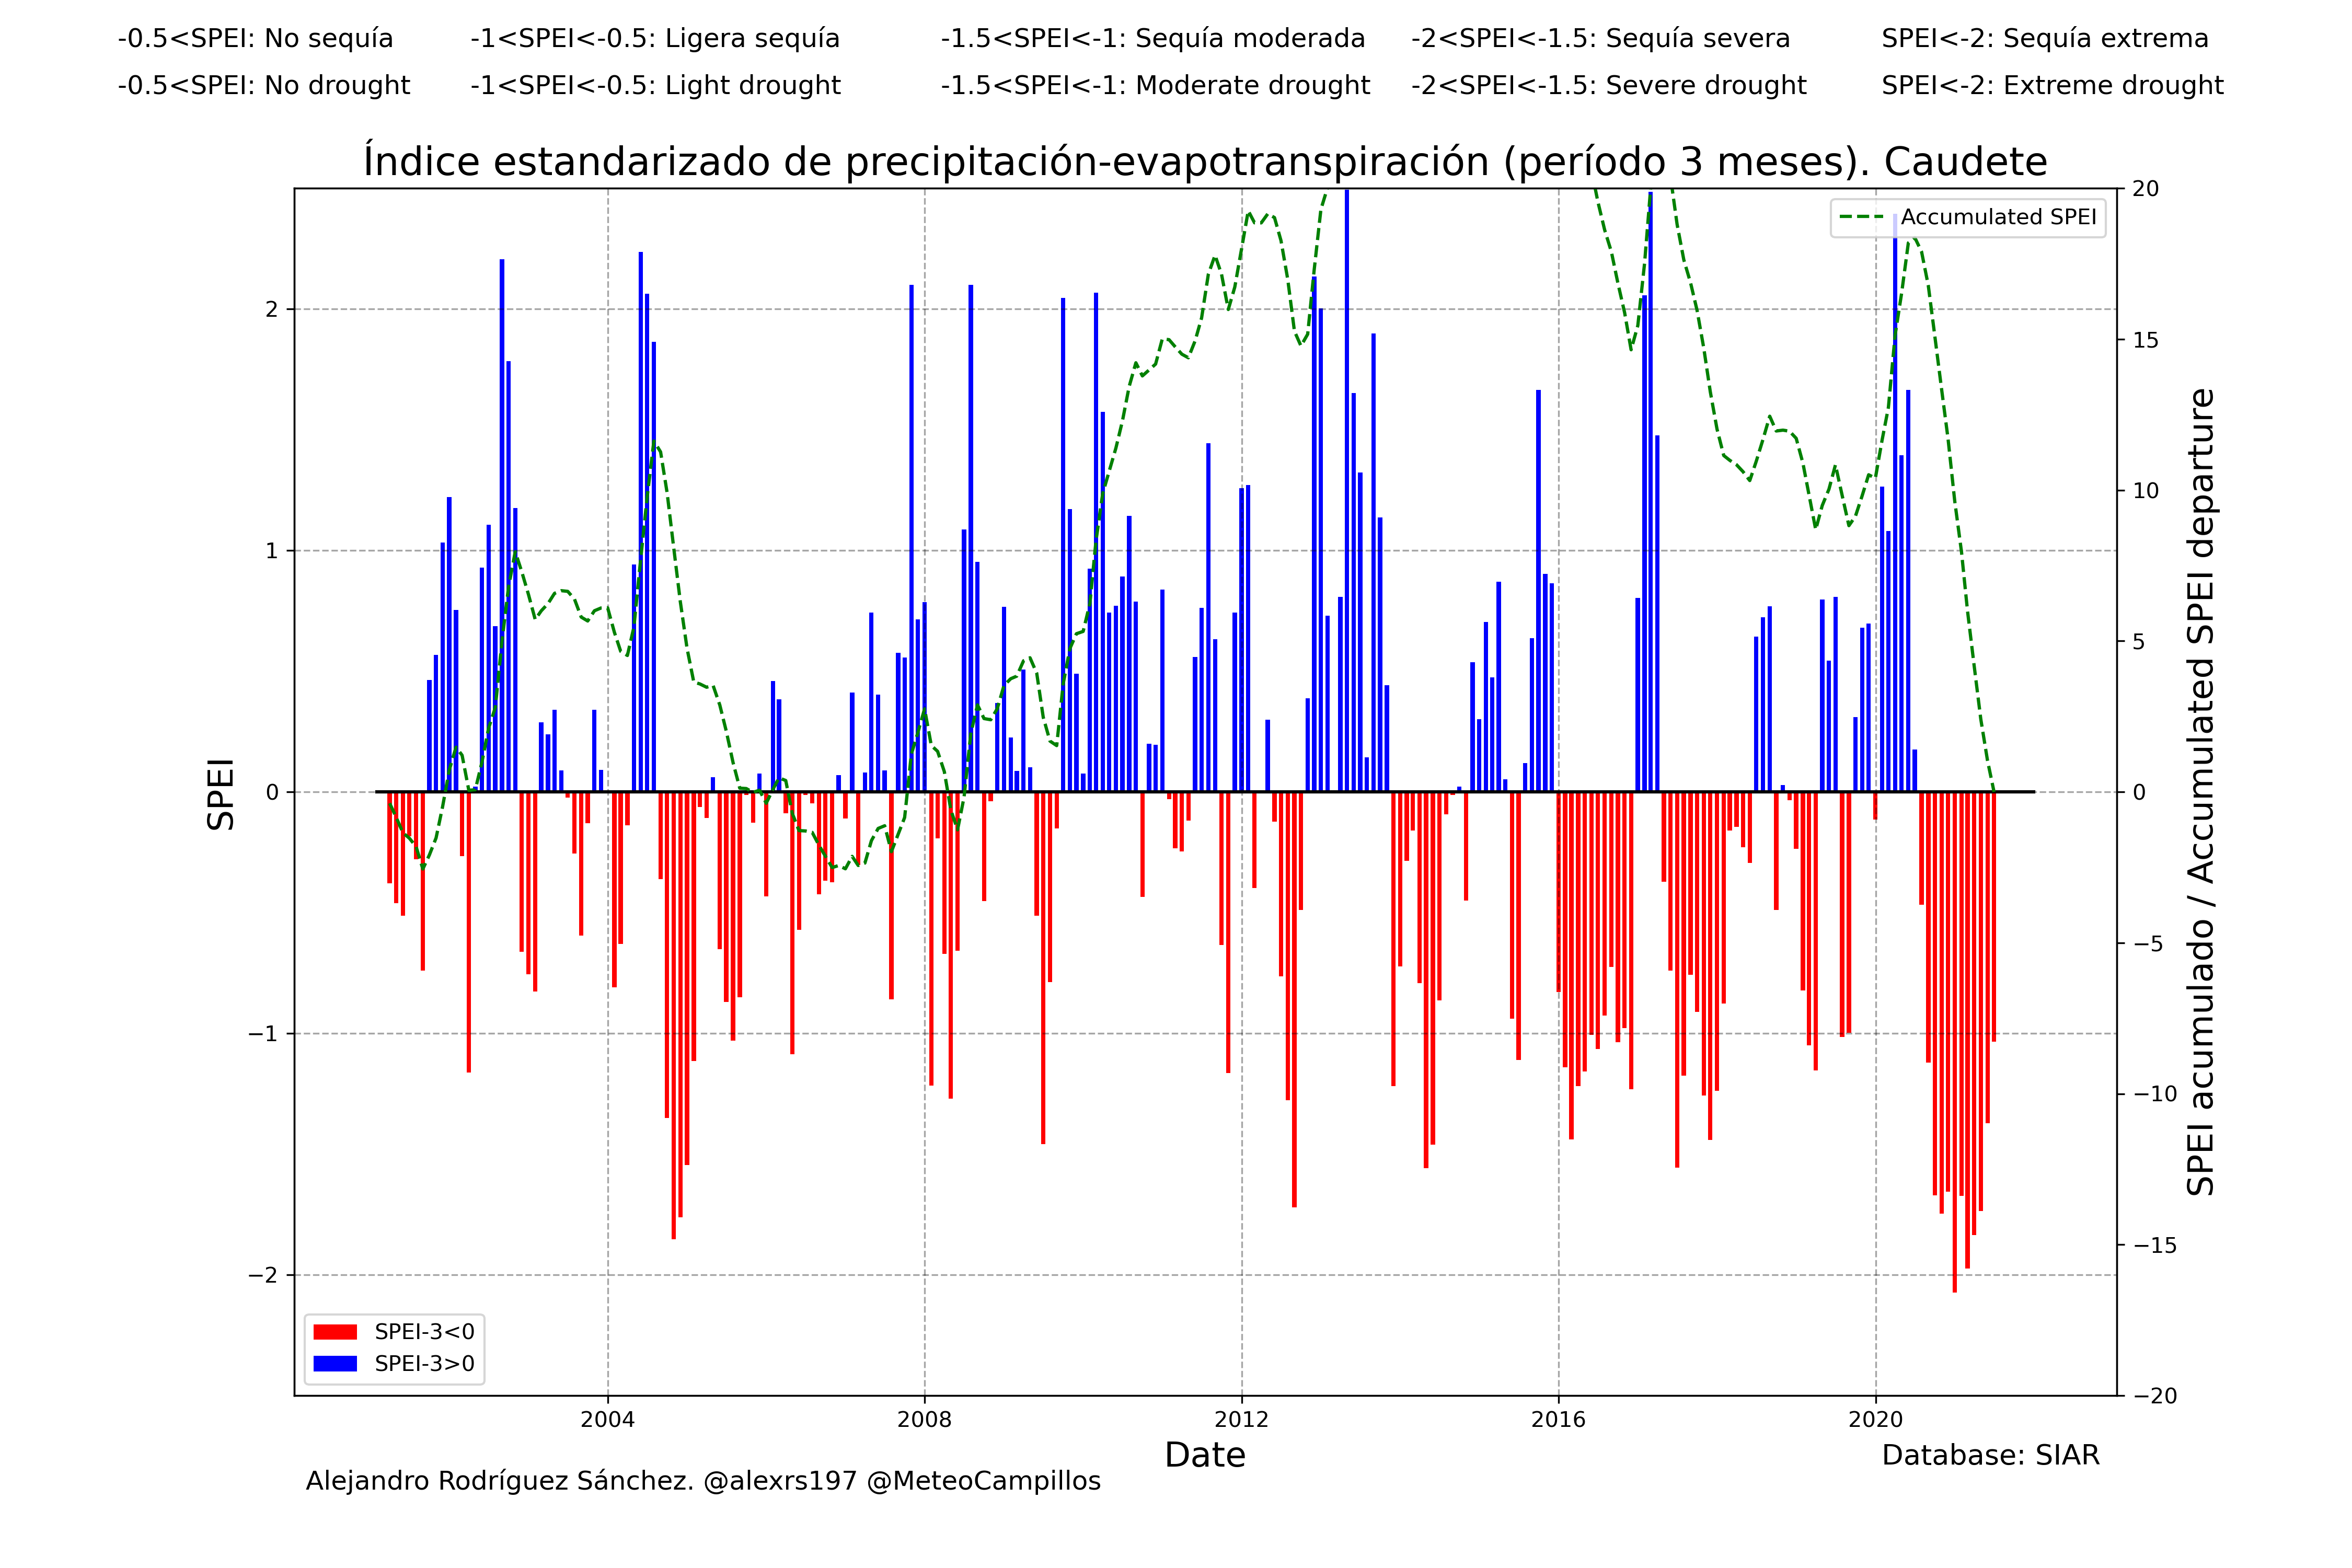 -0.5<SPEI: No sequía -1<SPEI<-0.5: Ligera sequía -1.5<SPEI<-1: Sequía moderada -2<SPEI<-1.5: Sequía severa SPEI<-2: Sequía extrema
-0.5<SPEI: No drought -1<SPEI<-0.5: Light drought -1.5<SPEI<-1: Moderate drought -2<SPEI<-1.5: Severe drought SPEI<-2: Extreme drought
Índice estandarizado de precipitación-evapotranspiración (período 3 meses). Caudete
SPEI
2
1
0
−1
−2
Accumulated SPEI
20
15
10
5
0
−5
−10
−15
−20
SPEI acumulado / Accumulated SPEI departure
SPEI-3<0
SPEI-3>0
2004 2008 2012 2016 2020
Date
Database: SIAR
Alejandro Rodríguez Sánchez. @alexrs197 @MeteoCampillos